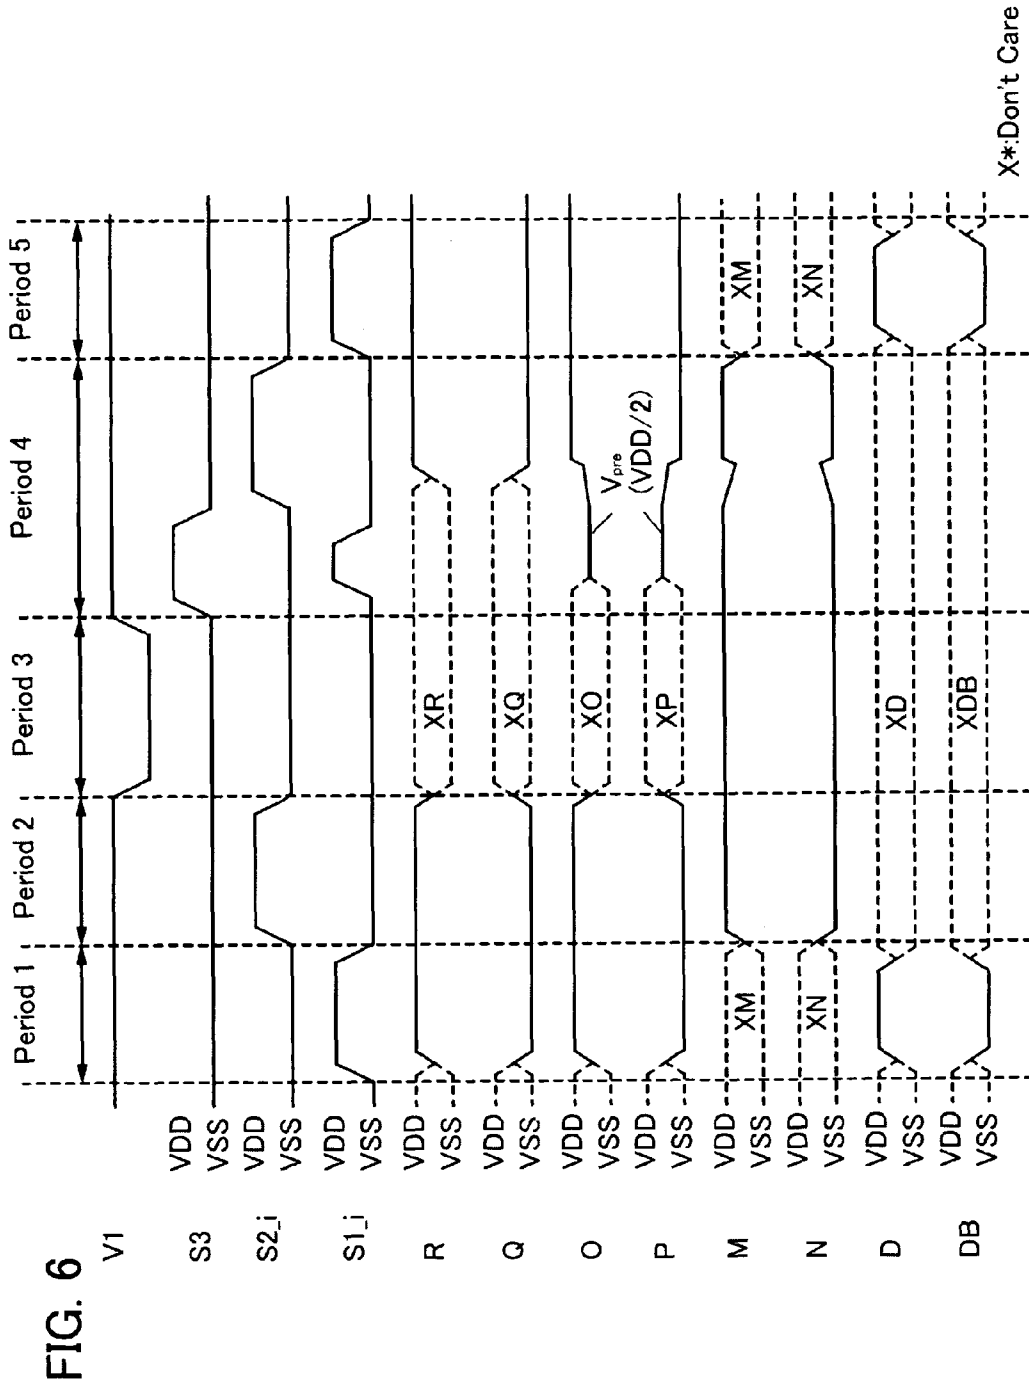 FIG. 6
Period 1
Period 2
Period 3
Period 4
Period 5
V1
S3
VDD
VSS
S2_i
VDD
VSS
S1_i
VDD
VSS
R
VDD
VSS
XR
Q
VDD
VSS
XQ
O
VDD
VSS
XO
Vpre
(VDD/2)
P
VDD
VSS
XP
M
VDD
VSS
XM
XM
N
VDD
VSS
XN
XN
D
VDD
VSS
XD
DB
VDD
VSS
XDB
X*:Don't Care